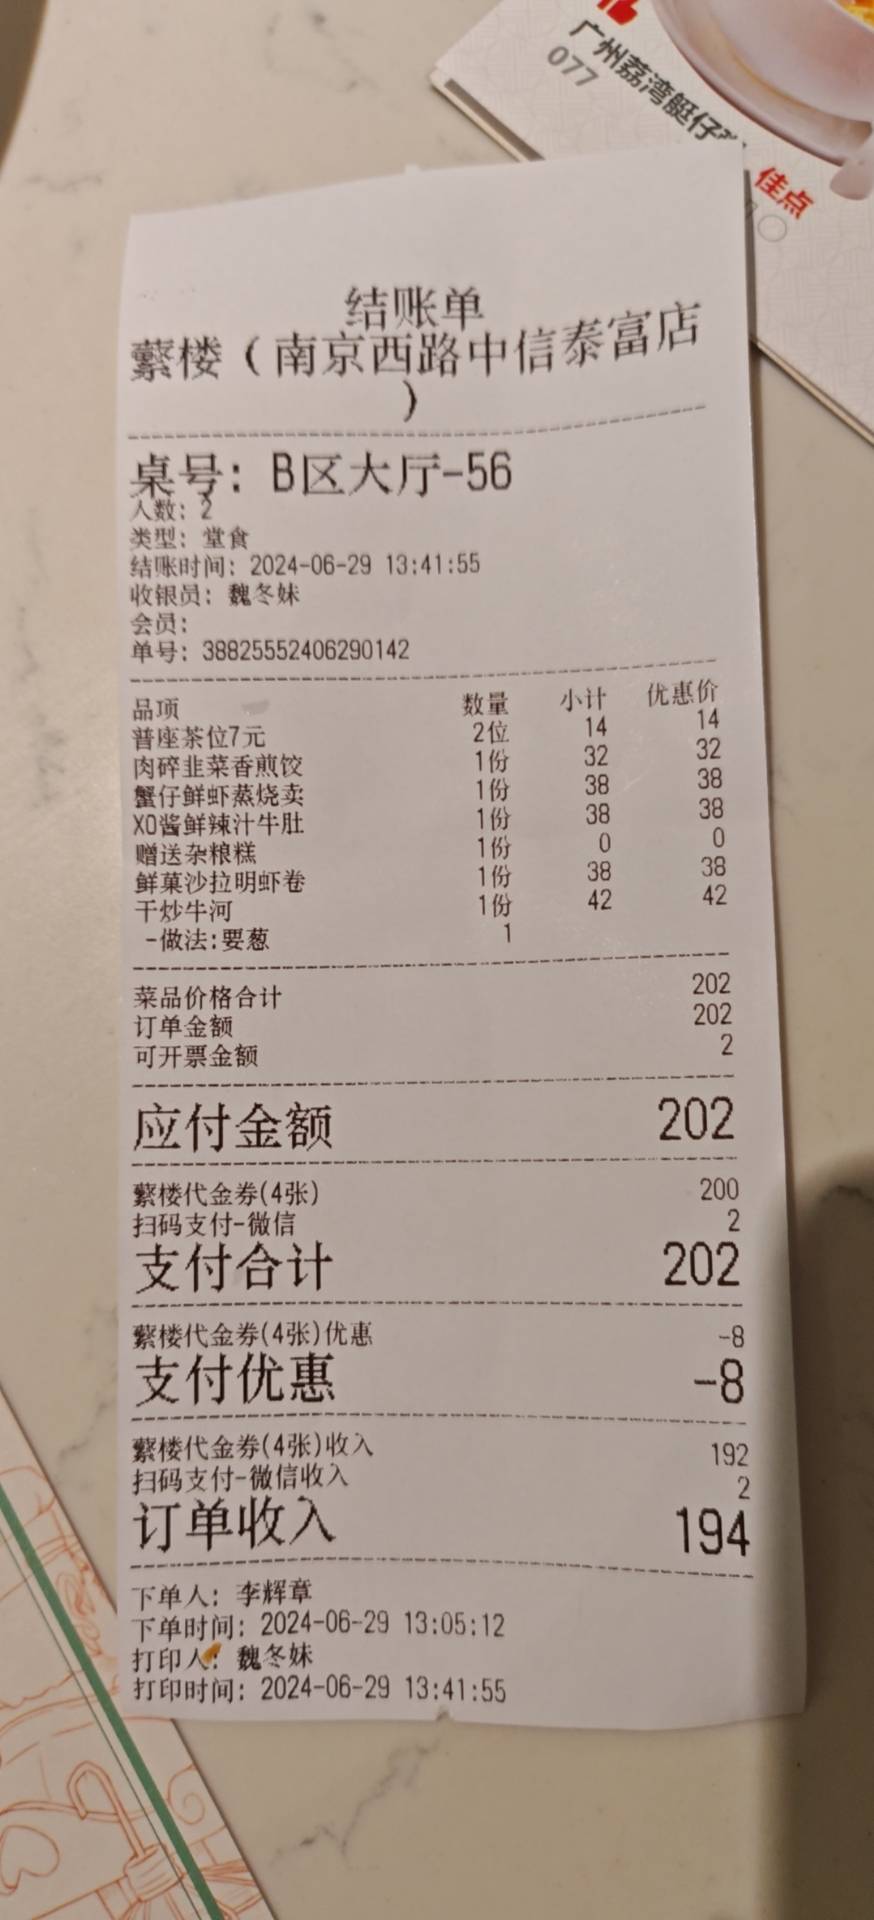 广州荔湾艇仔
077
佳点
结账单
蘩楼（南京西路中信泰富店
）
桌号: B区大厅-56
人数: 2
类型: 堂食
结账时间: 2024-06-29 13:41:55
收银员: 魏冬妹
会员:
单号: 38825552406290142
品项 数量 小计 优惠价
普座茶位7元 2位 14 14
肉碎韭菜香煎饺 1份 32 32
蟹仔鲜虾蒸烧卖 1份 38 38
XO酱鲜辣汁牛肚 1份 38 38
赠送杂粮糕 1份 0 0
鲜菓沙拉明虾卷 1份 38 38
干炒牛河 1份 42 42
-做法:要葱 1
菜品价格合计 202
订单金额 202
可开票金额 2
应付金额 202
蘩楼代金券(4张) 200
扫码支付-微信 2
支付合计 202
蘩楼代金券(4张)优惠 -8
支付优惠 -8
蘩楼代金券(4张)收入 192
扫码支付-微信收入 2
订单收入 194
下单人: 李辉章
下单时间: 2024-06-29 13:05:12
打印人: 魏冬妹
打印时间: 2024-06-29 13:41:55